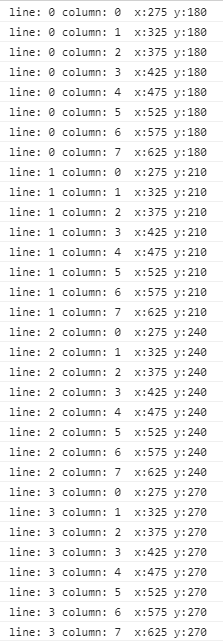 line: 0 column: 0  x:275 y:180
line: 0 column: 1  x:325 y:180
line: 0 column: 2  x:375 y:180
line: 0 column: 3  x:425 y:180
line: 0 column: 4  x:475 y:180
line: 0 column: 5  x:525 y:180
line: 0 column: 6  x:575 y:180
line: 0 column: 7  x:625 y:180
line: 1 column: 0  x:275 y:210
line: 1 column: 1  x:325 y:210
line: 1 column: 2  x:375 y:210
line: 1 column: 3  x:425 y:210
line: 1 column: 4  x:475 y:210
line: 1 column: 5  x:525 y:210
line: 1 column: 6  x:575 y:210
line: 1 column: 7  x:625 y:210
line: 2 column: 0  x:275 y:240
line: 2 column: 1  x:325 y:240
line: 2 column: 2  x:375 y:240
line: 2 column: 3  x:425 y:240
line: 2 column: 4  x:475 y:240
line: 2 column: 5  x:525 y:240
line: 2 column: 6  x:575 y:240
line: 2 column: 7  x:625 y:240
line: 3 column: 0  x:275 y:270
line: 3 column: 1  x:325 y:270
line: 3 column: 2  x:375 y:270
line: 3 column: 3  x:425 y:270
line: 3 column: 4  x:475 y:270
line: 3 column: 5  x:525 y:270
line: 3 column: 6  x:575 y:270
line: 3 column: 7  x:625 y:270